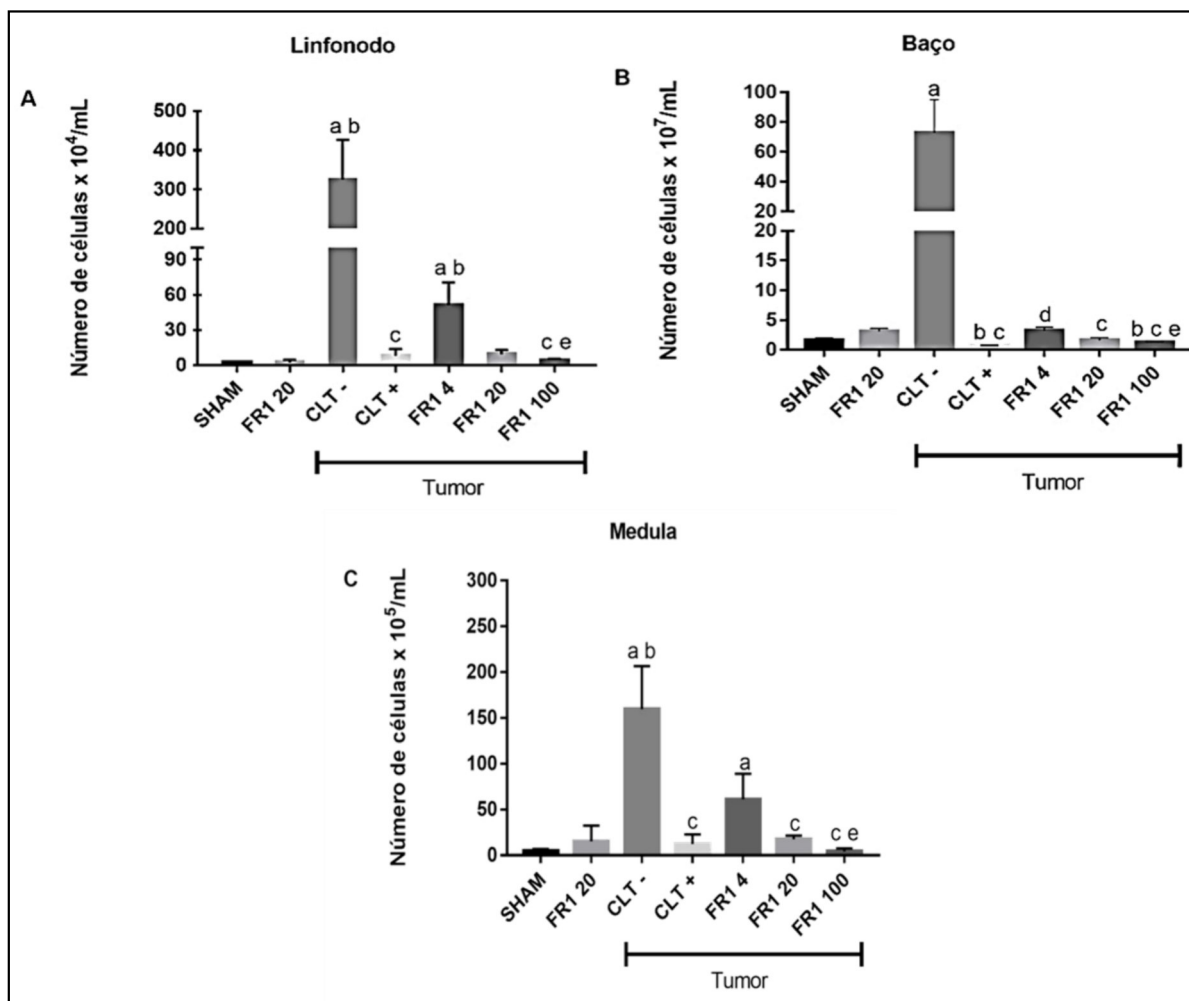 Linfonodo
A
Número de células x 10⁴/mL
500
400
300
200
90
60
30
0
a b
c
a b
c e
SHAM
FR1 20
CLT -
CLT +
FR1 4
FR1 20
FR1 100
Tumor
Baço
B
Número de células x 10⁷/mL
100
80
60
40
20
20
15
10
5
0
a
b c
d
c
b c e
SHAM
FR1 20
CLT -
CLT +
FR1 4
FR1 20
FR1 100
Tumor
Medula
C
Número de células x 10⁵/mL
300
250
200
150
100
50
0
a b
c
a
c
c e
SHAM
FR1 20
CLT -
CLT +
FR1 4
FR1 20
FR1 100
Tumor